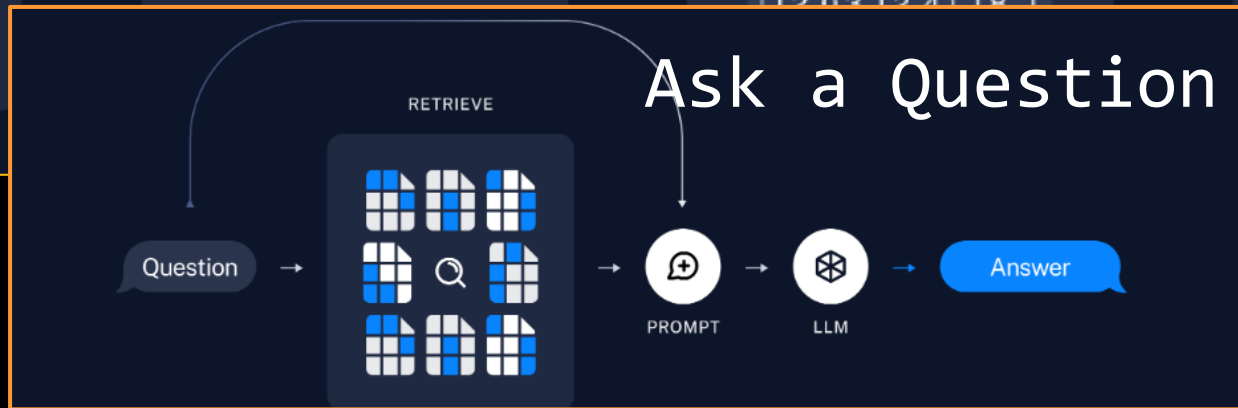 Ask a Question
RETRIEVE
Question
Answer
PROMPT
LLM